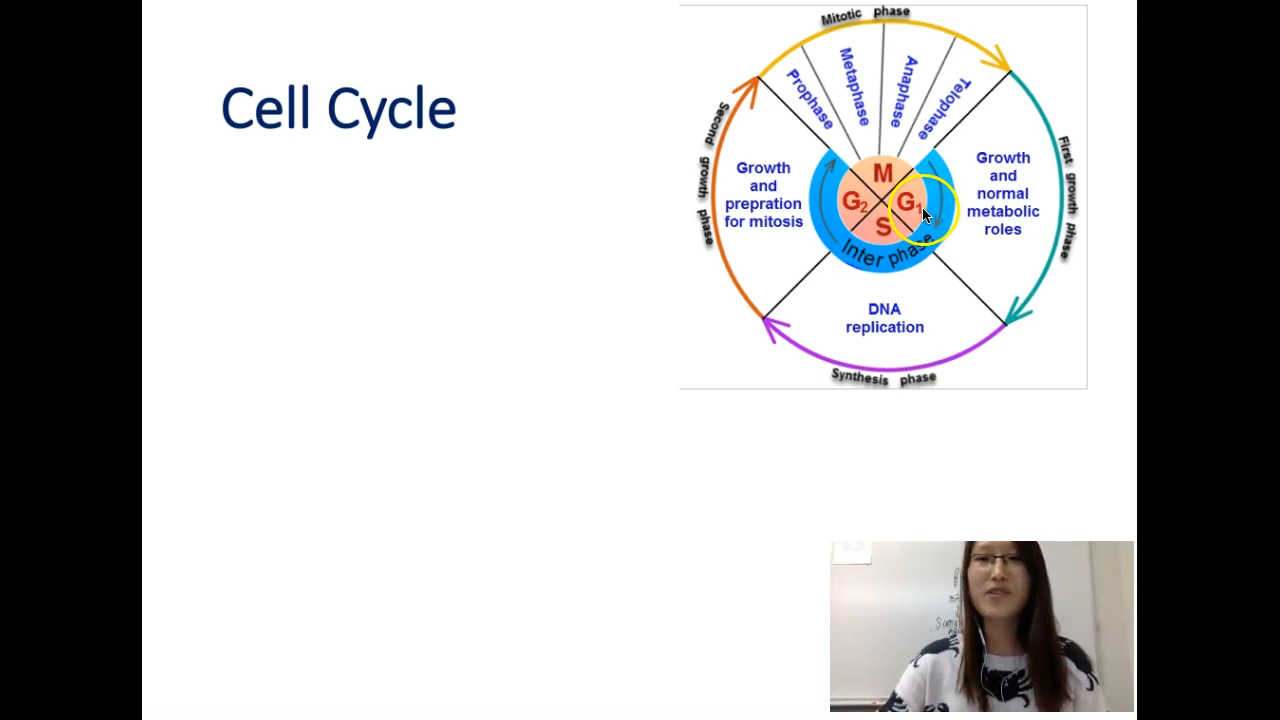 Cell Cycle
Mitotic phase
Prophase
Metaphase
Anaphase
Telophase
Second growth phase
First growth phase
Growth
and
prepration
for mitosis
Growth
and
normal
metabolic
roles
M
G2
G1
S
Inter phase
DNA
replication
Synthesis phase